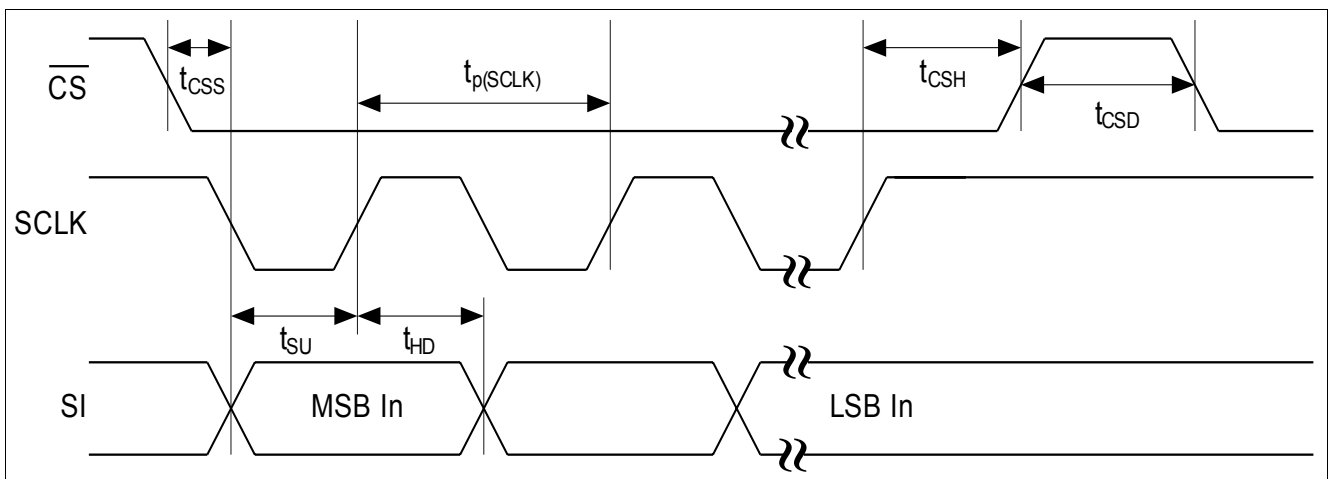 CS
tCSS
tp(SCLK)
tCSH
tCSD
SCLK
tSU
tHD
SI
MSB In
LSB In